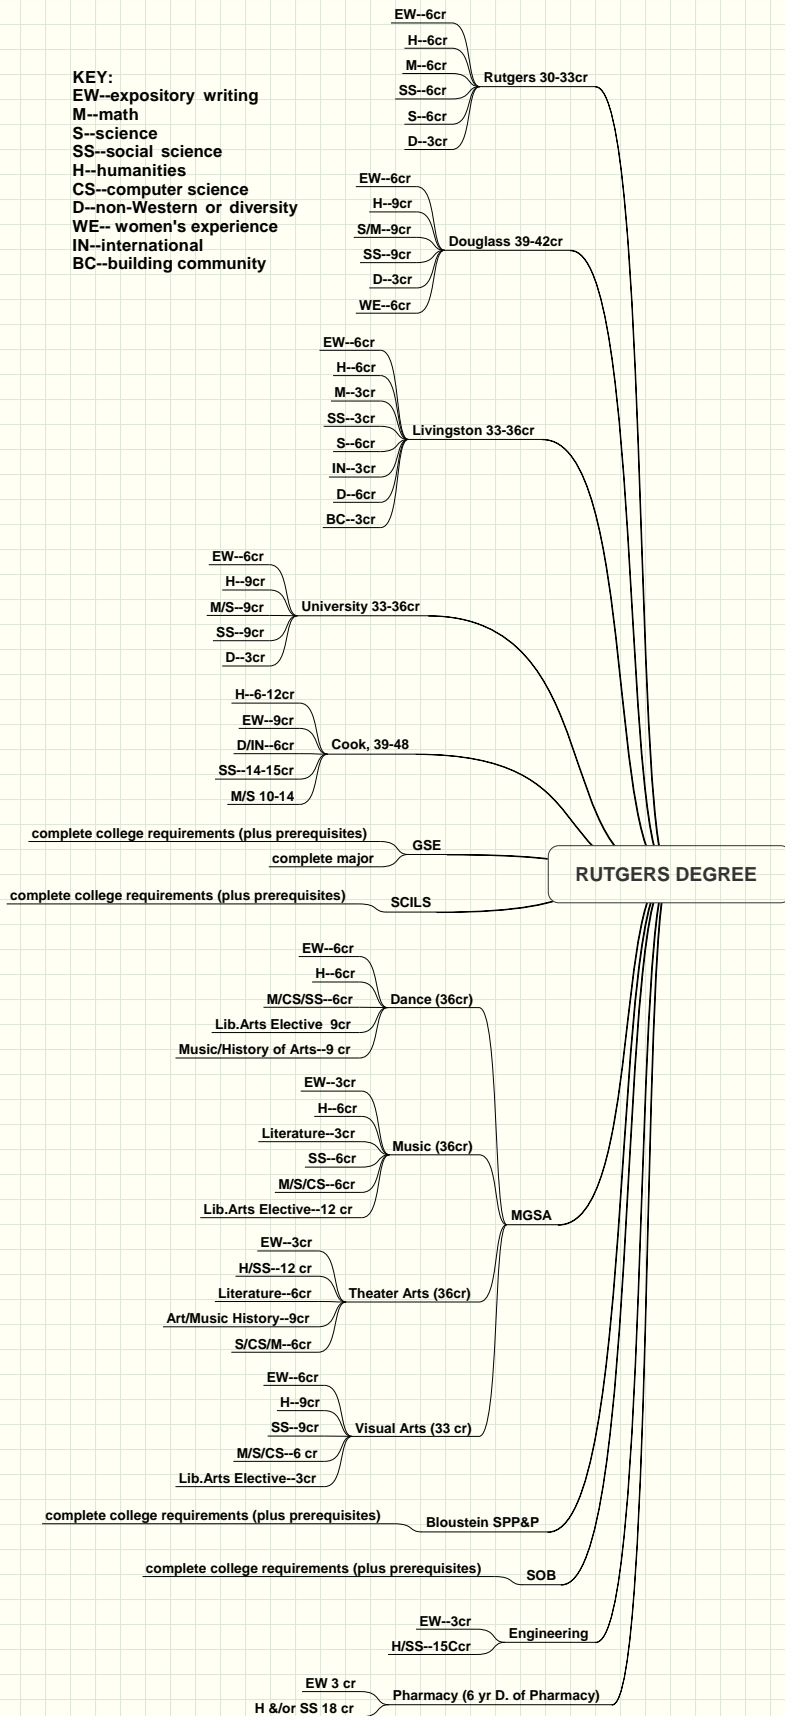 KEY:
EW--expository writing
M--math
S--science
SS--social science
H--humanities
CS--computer science
D--non-Western or diversity
WE-- women's experience
IN--international
BC--building community
EW--6cr
H--6cr
M--6cr
SS--6cr
S--6cr
D--3cr
Rutgers 30-33cr
EW--6cr
H--9cr
S/M--9cr
SS--9cr
D--3cr
WE--6cr
Douglass 39-42cr
EW--6cr
H--6cr
M--3cr
SS--3cr
S--6cr
IN--3cr
D--6cr
BC--3cr
Livingston 33-36cr
EW--6cr
H--9cr
M/S--9cr
SS--9cr
D--3cr
University 33-36cr
H--6-12cr
EW--9cr
D/IN--6cr
SS--14-15cr
M/S 10-14
Cook, 39-48
complete college requirements (plus prerequisites)
complete major
GSE
complete college requirements (plus prerequisites)
SCILS
RUTGERS DEGREE
EW--6cr
H--6cr
M/CS/SS--6cr
Lib.Arts Elective 9cr
Music/History of Arts--9 cr
Dance (36cr)
EW--3cr
H--6cr
Literature--3cr
SS--6cr
M/S/CS--6cr
Lib.Arts Elective--12 cr
Music (36cr)
MGSA
EW--3cr
H/SS--12 cr
Literature--6cr
Art/Music History--9cr
S/CS/M--6cr
Theater Arts (36cr)
EW--6cr
H--9cr
SS--9cr
M/S/CS--6 cr
Lib.Arts Elective--3cr
Visual Arts (33 cr)
complete college requirements (plus prerequisites)
Bloustein SPP&P
complete college requirements (plus prerequisites)
SOB
EW--3cr
H/SS--15Ccr
Engineering
EW 3 cr
H &/or SS 18 cr
Pharmacy (6 yr D. of Pharmacy)